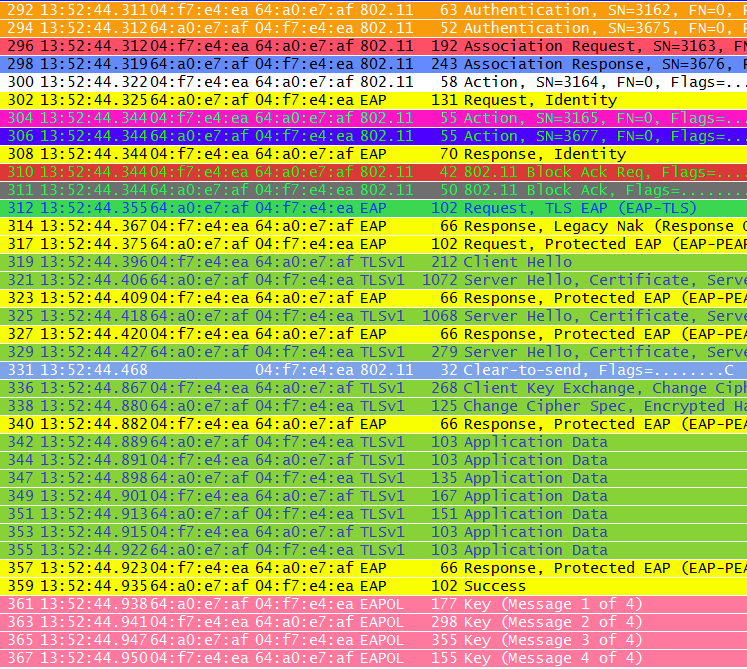 292 13:52:44.311 04:f7:e4:ea 64:a0:e7:af 802.11 63 Authentication, SN=3162, FN=0, F
294 13:52:44.312 64:a0:e7:af 04:f7:e4:ea 802.11 52 Authentication, SN=3675, FN=0, F
296 13:52:44.312 04:f7:e4:ea 64:a0:e7:af 802.11 192 Association Request, SN=3163, FN
298 13:52:44.319 64:a0:e7:af 04:f7:e4:ea 802.11 243 Association Response, SN=3676, F
300 13:52:44.322 04:f7:e4:ea 64:a0:e7:af 802.11 58 Action, SN=3164, FN=0, Flags=...
302 13:52:44.325 64:a0:e7:af 04:f7:e4:ea EAP 131 Request, Identity
304 13:52:44.344 04:f7:e4:ea 64:a0:e7:af 802.11 55 Action, SN=3165, FN=0, Flags=...
306 13:52:44.344 64:a0:e7:af 04:f7:e4:ea 802.11 55 Action, SN=3677, FN=0, Flags=...
308 13:52:44.344 04:f7:e4:ea 64:a0:e7:af EAP 70 Response, Identity
310 13:52:44.344 04:f7:e4:ea 64:a0:e7:af 802.11 42 802.11 Block Ack Req, Flags=....
311 13:52:44.344 64:a0:e7:af 04:f7:e4:ea 802.11 50 802.11 Block Ack, Flags=........
312 13:52:44.355 64:a0:e7:af 04:f7:e4:ea EAP 102 Request, TLS EAP (EAP-TLS)
314 13:52:44.367 04:f7:e4:ea 64:a0:e7:af EAP 66 Response, Legacy Nak (Response O
317 13:52:44.375 64:a0:e7:af 04:f7:e4:ea EAP 102 Request, Protected EAP (EAP-PEAP
319 13:52:44.396 04:f7:e4:ea 64:a0:e7:af TLSv1 212 Client Hello
321 13:52:44.406 64:a0:e7:af 04:f7:e4:ea TLSv1 1072 Server Hello, Certificate, Serve
323 13:52:44.409 04:f7:e4:ea 64:a0:e7:af EAP 66 Response, Protected EAP (EAP-PEA
325 13:52:44.418 64:a0:e7:af 04:f7:e4:ea TLSv1 1068 Server Hello, Certificate, Serve
327 13:52:44.420 04:f7:e4:ea 64:a0:e7:af EAP 66 Response, Protected EAP (EAP-PEA
329 13:52:44.427 64:a0:e7:af 04:f7:e4:ea TLSv1 279 Server Hello, Certificate, Serve
331 13:52:44.468 04:f7:e4:ea 802.11 32 Clear-to-send, Flags=........C
336 13:52:44.867 04:f7:e4:ea 64:a0:e7:af TLSv1 268 Client Key Exchange, Change Ciph
338 13:52:44.880 64:a0:e7:af 04:f7:e4:ea TLSv1 125 Change Cipher Spec, Encrypted Ha
340 13:52:44.882 04:f7:e4:ea 64:a0:e7:af EAP 66 Response, Protected EAP (EAP-PEA
342 13:52:44.889 64:a0:e7:af 04:f7:e4:ea TLSv1 103 Application Data
344 13:52:44.891 04:f7:e4:ea 64:a0:e7:af TLSv1 103 Application Data
347 13:52:44.898 64:a0:e7:af 04:f7:e4:ea TLSv1 135 Application Data
349 13:52:44.901 04:f7:e4:ea 64:a0:e7:af TLSv1 167 Application Data
351 13:52:44.913 64:a0:e7:af 04:f7:e4:ea TLSv1 151 Application Data
353 13:52:44.915 04:f7:e4:ea 64:a0:e7:af TLSv1 103 Application Data
355 13:52:44.922 64:a0:e7:af 04:f7:e4:ea TLSv1 103 Application Data
357 13:52:44.923 04:f7:e4:ea 64:a0:e7:af EAP 66 Response, Protected EAP (EAP-PEA
359 13:52:44.935 64:a0:e7:af 04:f7:e4:ea EAP 102 Success
361 13:52:44.938 64:a0:e7:af 04:f7:e4:ea EAPOL 177 Key (Message 1 of 4)
363 13:52:44.941 04:f7:e4:ea 64:a0:e7:af EAPOL 298 Key (Message 2 of 4)
365 13:52:44.947 64:a0:e7:af 04:f7:e4:ea EAPOL 355 Key (Message 3 of 4)
367 13:52:44.950 04:f7:e4:ea 64:a0:e7:af EAPOL 155 Key (Message 4 of 4)